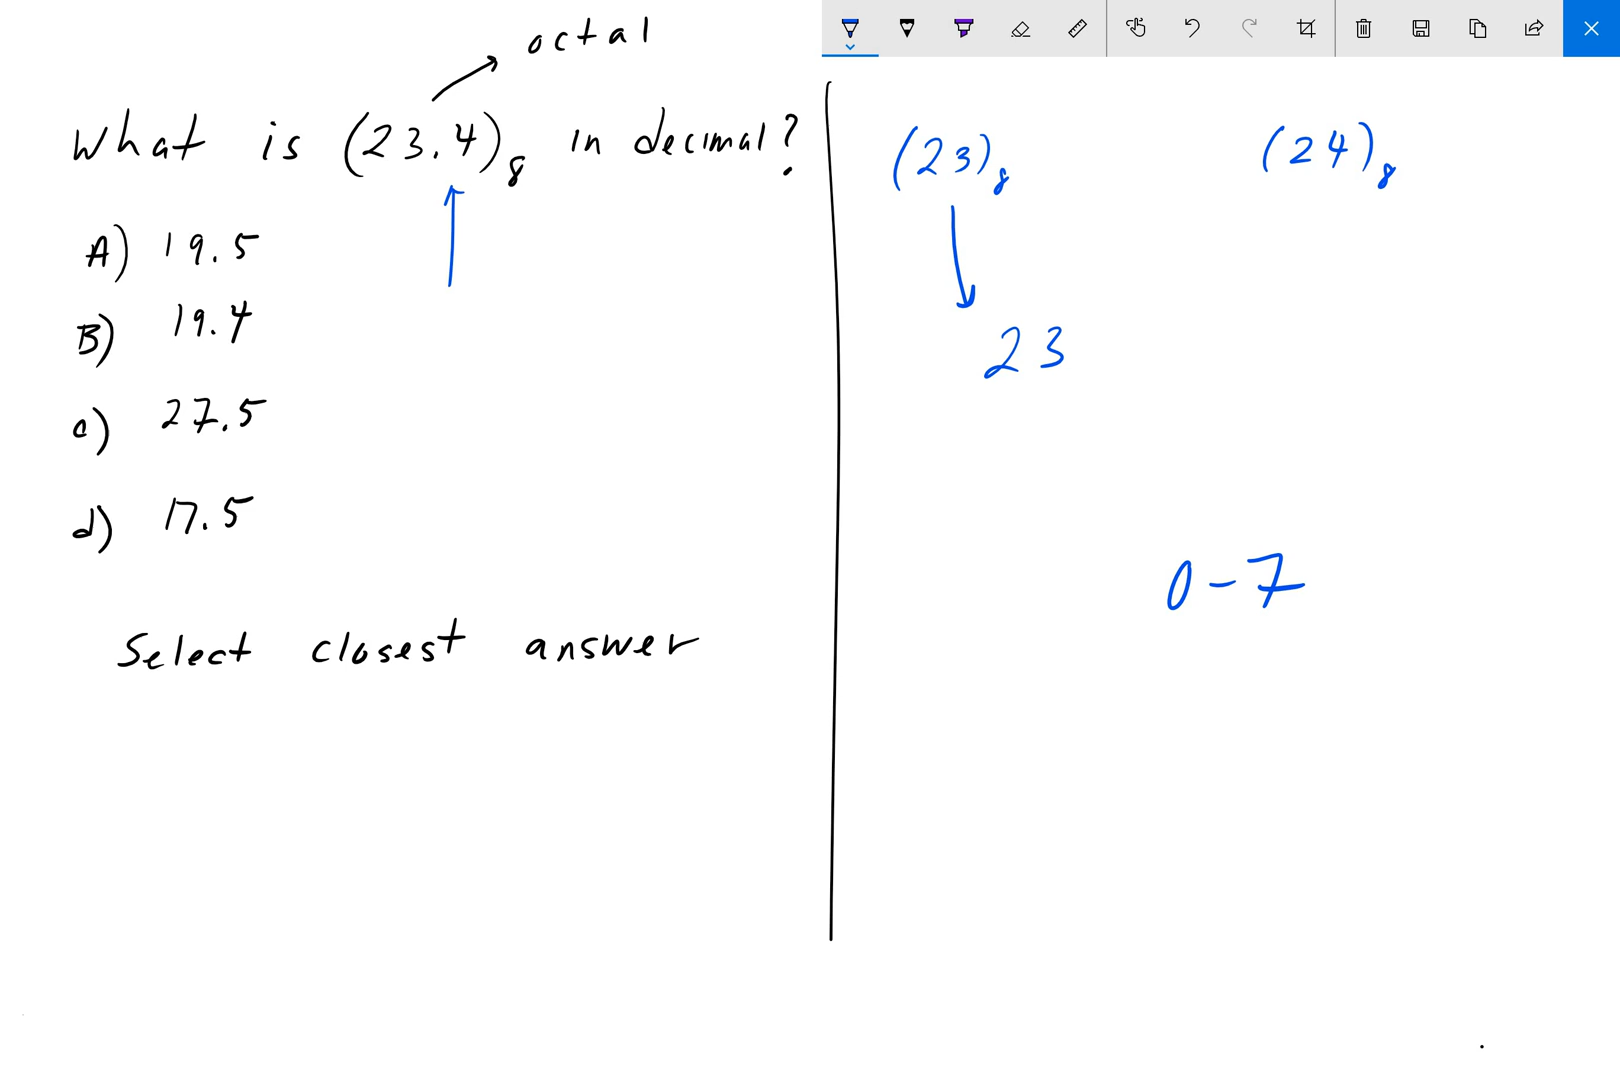 octal
What is (23.4)₈ in decimal?
A) 19.5
B) 19.4
c) 27.5
d) 17.5
Select closest answer
(23)₈
(24)₈
23
0-7